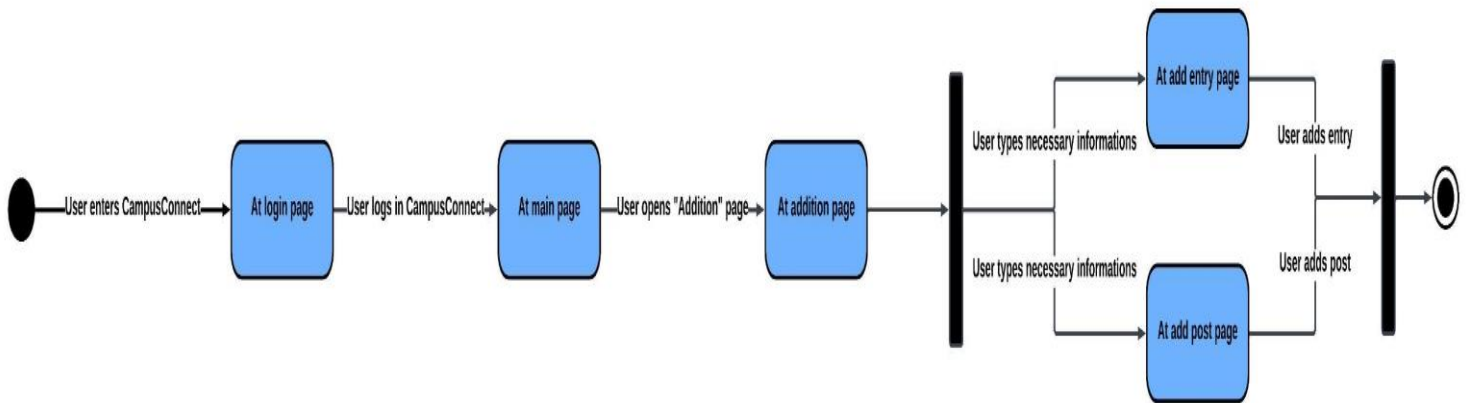 User enters CampusConnect
At login page
User logs in CampusConnect
At main page
User opens "Addition" page
At addition page
User types necessary informations
At add entry page
User adds entry
User types necessary informations
At add post page
User adds post